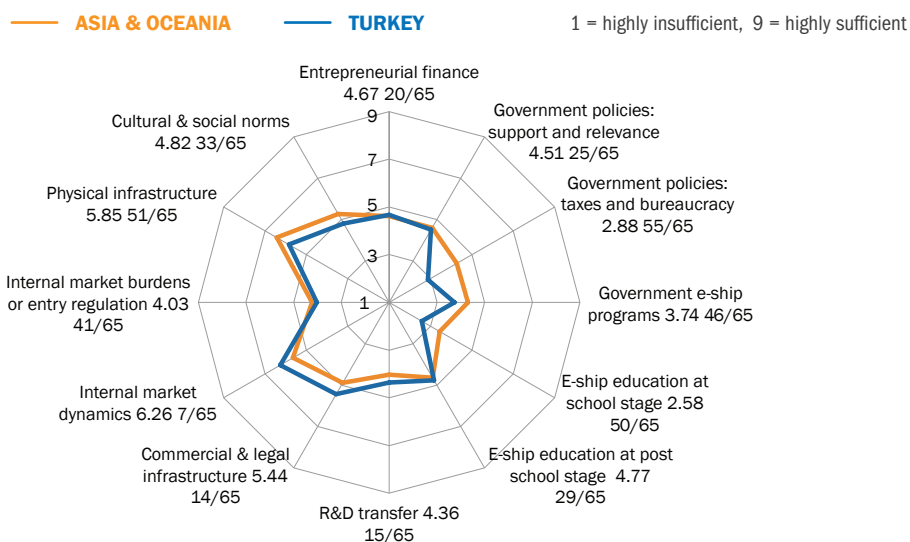 ASIA & OCEANIA
TURKEY
1 = highly insufficient, 9 = highly sufficient
Entrepreneurial finance
4.67 20/65
Government policies:
support and relevance
4.51 25/65
Government policies:
taxes and bureaucracy
2.88 55/65
Government e-ship
programs 3.74 46/65
E-ship education at
school stage 2.58
50/65
E-ship education at post
school stage 4.77
29/65
R&D transfer 4.36
15/65
Commercial & legal
infrastructure 5.44
14/65
Internal market
dynamics 6.26 7/65
Internal market burdens
or entry regulation 4.03
41/65
Physical infrastructure
5.85 51/65
Cultural & social norms
4.82 33/65
9
7
5
3
1